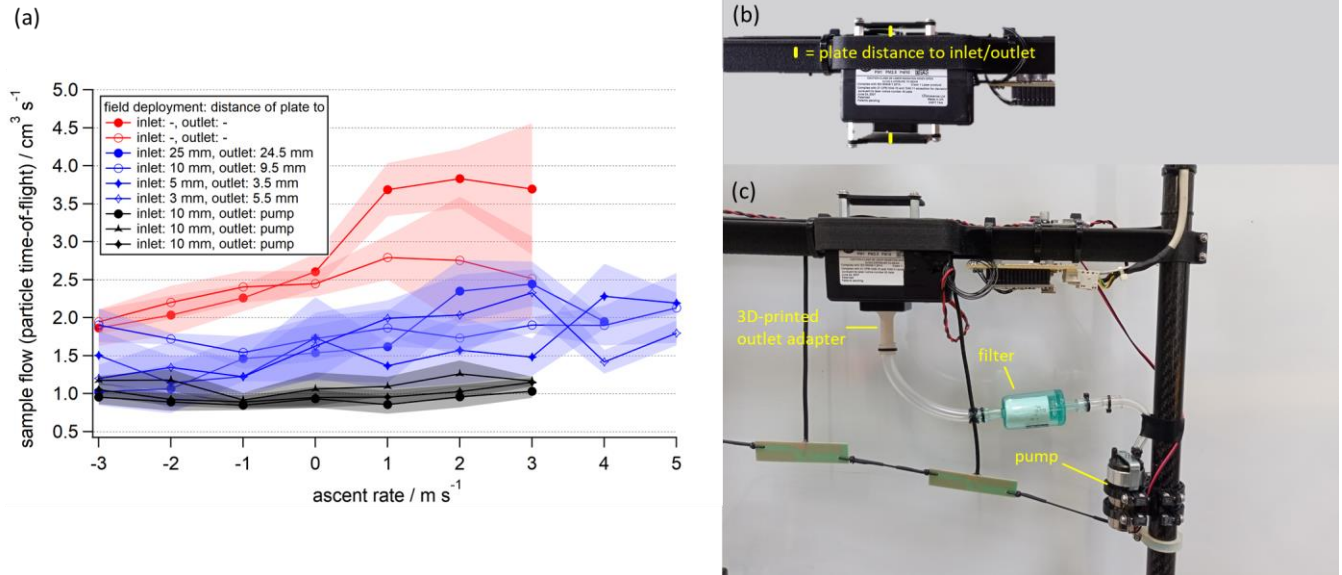 (a)
sample flow (particle time-of-flight) / cm³ s⁻¹
5.0
4.5
4.0
3.5
3.0
2.5
2.0
1.5
1.0
0.5
field deployment: distance of plate to
inlet: -, outlet: -
inlet: -, outlet: -
inlet: 25 mm, outlet: 24.5 mm
inlet: 10 mm, outlet: 9.5 mm
inlet: 5 mm, outlet: 3.5 mm
inlet: 3 mm, outlet: 5.5 mm
inlet: 10 mm, outlet: pump
inlet: 10 mm, outlet: pump
inlet: 10 mm, outlet: pump
-3 -2 -1 0 1 2 3 4 5
ascent rate / m s⁻¹
(b)
= plate distance to inlet/outlet
PM1 PM2.5 PM10
(c)
3D-printed
outlet adapter
filter
pump